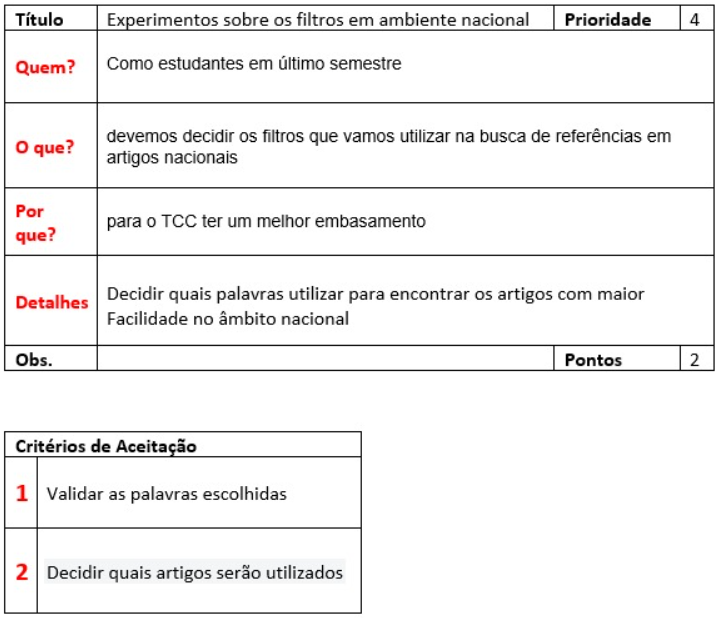 Título Experimentos sobre os filtros em ambiente nacional Prioridade 4
Quem? Como estudantes em último semestre
O que? devemos decidir os filtros que vamos utilizar na busca de referências em
artigos nacionais
Por
que? para o TCC ter um melhor embasamento
Detalhes Decidir quais palavras utilizar para encontrar os artigos com maior
Facilidade no âmbito nacional
Obs. Pontos 2
Critérios de Aceitação
1 Validar as palavras escolhidas
2 Decidir quais artigos serão utilizados